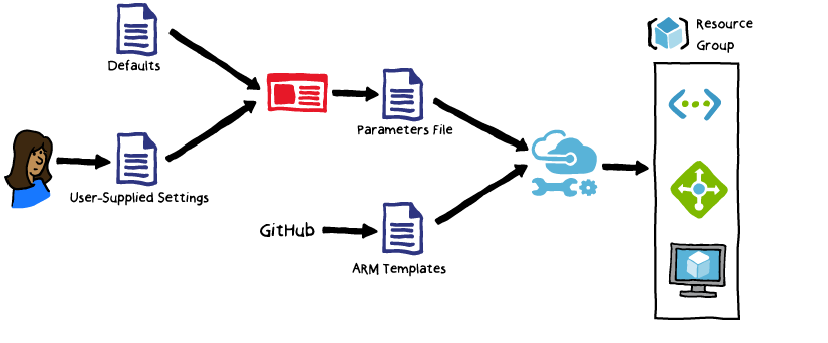 Resource
Group
Defaults
Parameters File
User-Supplied Settings
GitHub
ARM Templates